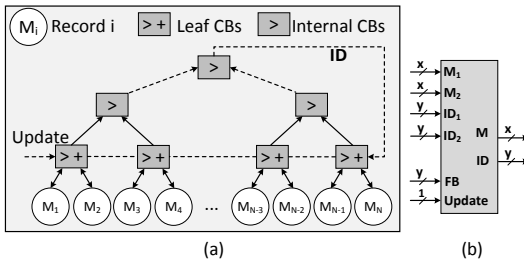 Mi Record i > + Leaf CBs > Internal CBs
> ID
> >
Update
> + > + > + > +
M1 M2 M3 M4 ... MN-3 MN-2 MN-1 MN
(a)
x M1
x M2
y ID1
y ID2
M x
ID y
y FB
1 Update
(b)